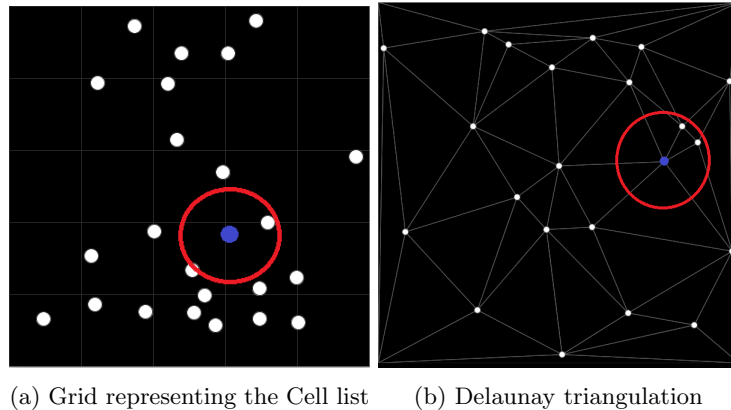 (a) Grid representing the Cell list
(b) Delaunay triangulation